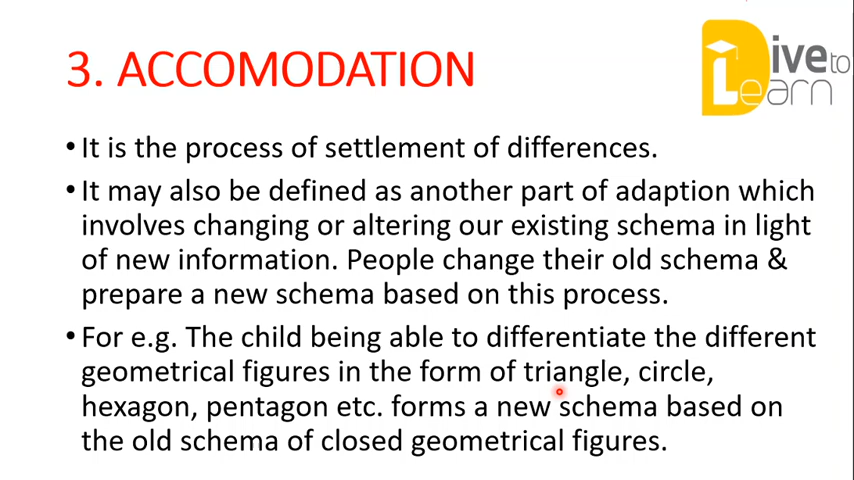 3. ACCOMODATION
Dive to
Learn
• It is the process of settlement of differences.
• It may also be defined as another part of adaption which
involves changing or altering our existing schema in light
of new information. People change their old schema &
prepare a new schema based on this process.
• For e.g. The child being able to differentiate the different
geometrical figures in the form of triangle, circle,
hexagon, pentagon etc. forms a new schema based on
the old schema of closed geometrical figures.